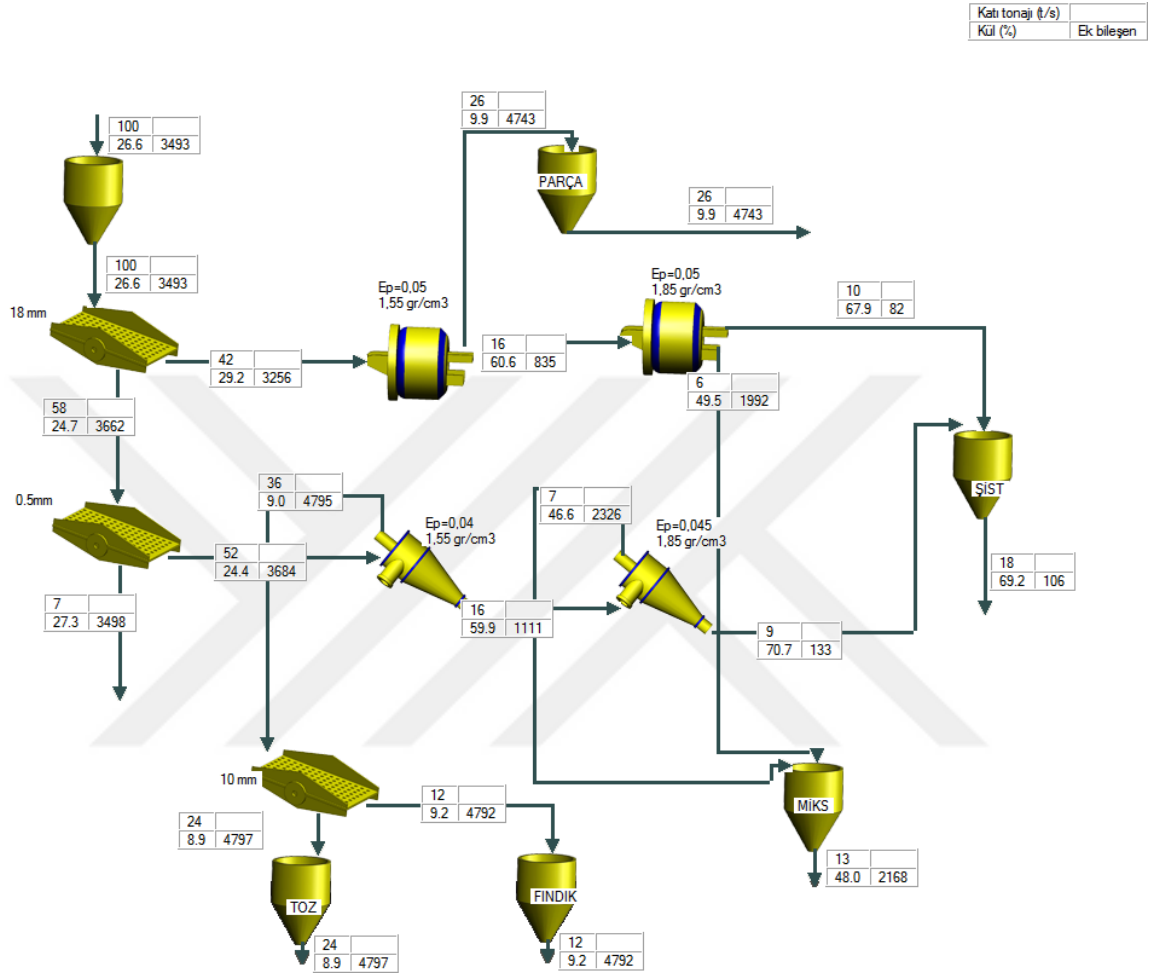 Katı tonajı (t/s)
Kül (%) Ek bileşen
26
9.9 4743
100
26.6 3493
PARÇA
26
9.9 4743
100
26.6 3493
Ep=0,05
1,55 gr/cm3
Ep=0,05
1,85 gr/cm3
10
67.9 82
18 mm
42
29.2 3256
16
60.6 835
6
49.5 1992
58
24.7 3662
0.5mm
36
9.0 4795
7
46.6 2326
ŞİST
Ep=0,04
1,55 gr/cm3
Ep=0,045
1,85 gr/cm3
52
24.4 3684
18
69.2 106
7
27.3 3498
16
59.9 1111
9
70.7 133
10 mm
12
9.2 4792
MİKS
24
8.9 4797
13
48.0 2168
TOZ
FINDIK
24
8.9 4797
12
9.2 4792